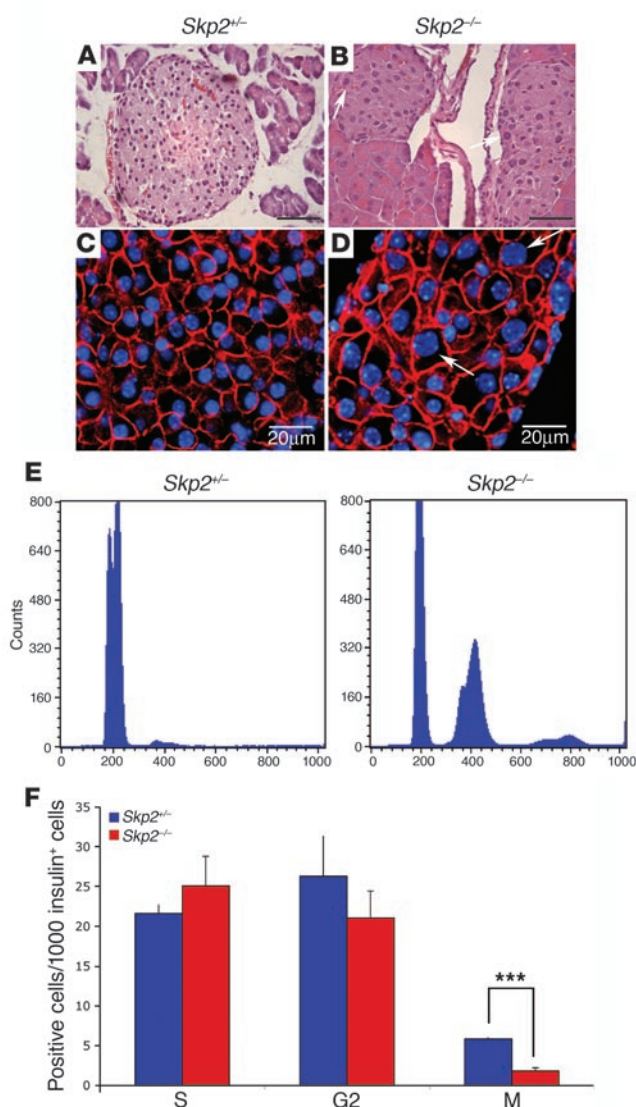 Skp2+/– Skp2–/–
A B
C D
20μm 20μm
E
Skp2+/– Skp2–/–
Counts
800 800
640 640
480 480
320 320
160 160
0 0
0 200 400 600 800 1000 0 200 400 600 800 1000
F
Positive cells/1000 insulin+ cells
35
30
25
20
15
10
5
0
Skp2+/–
Skp2–/–
***
S G2 M